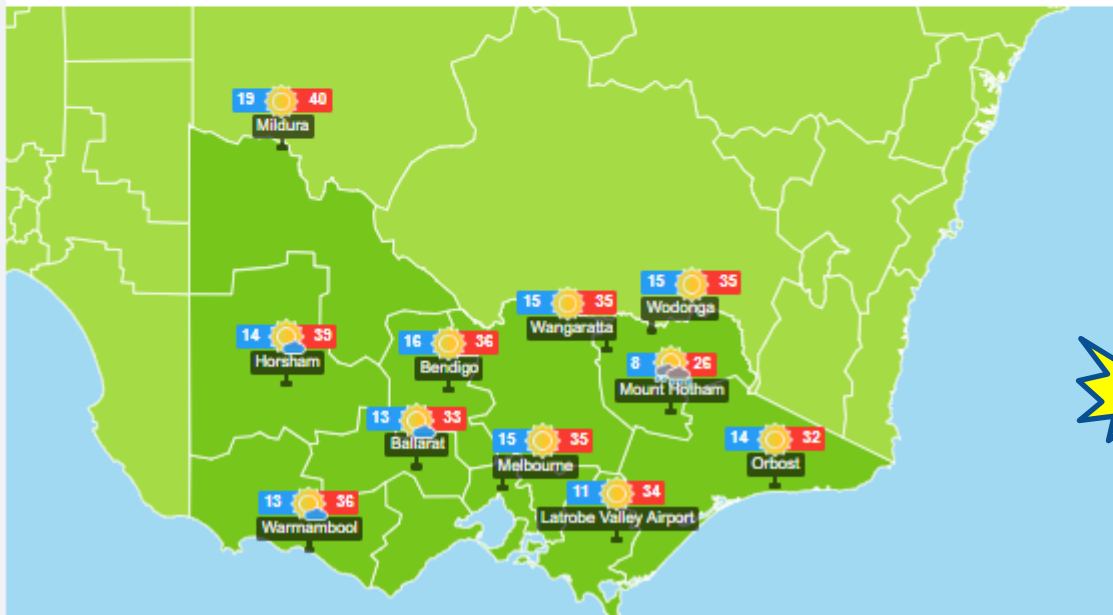 19 40
Mildura
15 35
Wodonga
15 35
Wangaratta
14 39
Horsham
16 36
Bendigo
8 26
Mount Hotham
13 33
Ballarat
15 35
Melbourne
14 32
Orbost
13 36
Warrnambool
11 34
Latrobe Valley Airport